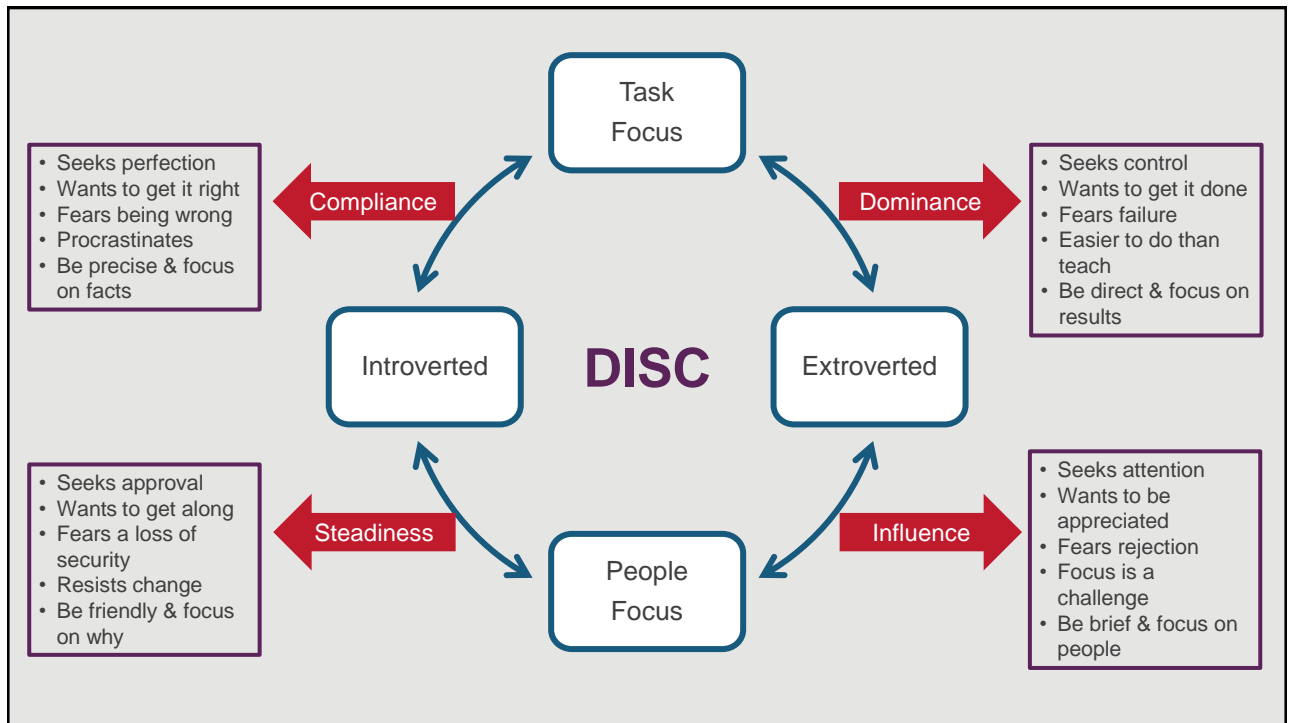 Task
Focus
• Seeks perfection
• Wants to get it right
• Fears being wrong
• Procrastinates
• Be precise & focus
on facts
Compliance
Dominance
• Seeks control
• Wants to get it done
• Fears failure
• Easier to do than
teach
• Be direct & focus on
results
Introverted
DISC
Extroverted
• Seeks approval
• Wants to get along
• Fears a loss of
security
• Resists change
• Be friendly & focus
on why
Steadiness
Influence
• Seeks attention
• Wants to be
appreciated
• Fears rejection
• Focus is a
challenge
• Be brief & focus on
people
People
Focus